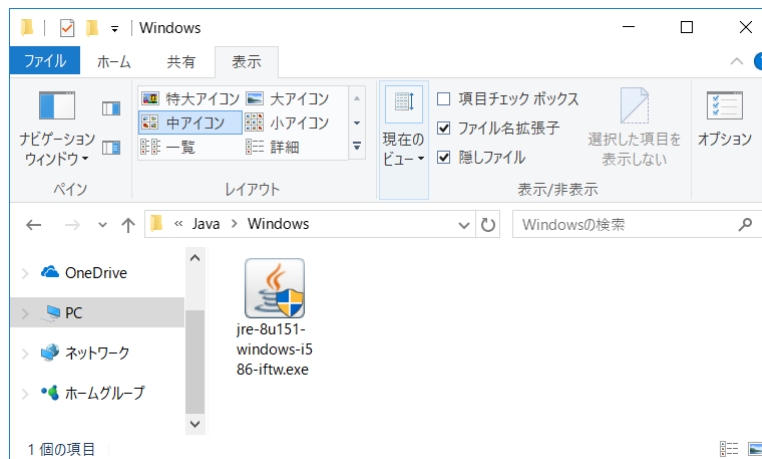 Windows
ファイル ホーム 共有 表示
特大アイコン 大アイコン
中アイコン 小アイコン
一覧 詳細
ナビゲーション
ウィンドウ
現在の
ビュー
項目チェック ボックス
ファイル名拡張子
隠しファイル
選択した項目を
表示しない
オプション
ペイン レイアウト 表示/非表示
« Java > Windows
Windowsの検索
OneDrive
PC
ネットワーク
ホームグループ
jre-8u151-
windows-i5
86-iftw.exe
1 個の項目